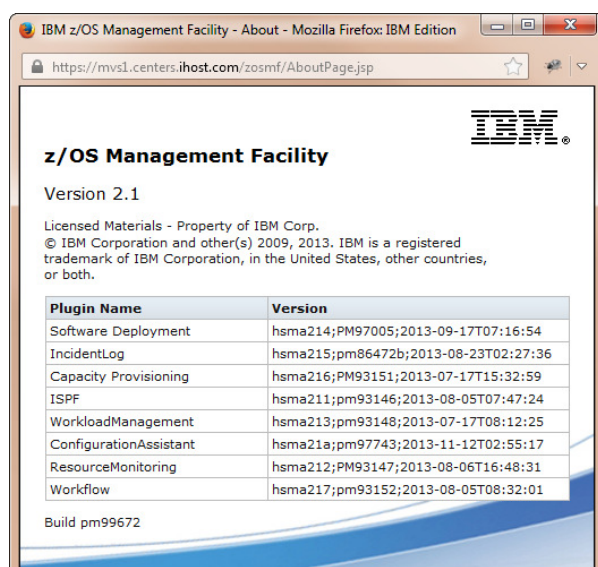 IBM z/OS Management Facility - About - Mozilla Firefox: IBM Edition
https://mvs1.centers.ihost.com/zosmf/AboutPage.jsp
IBM®
z/OS Management Facility
Version 2.1
Licensed Materials - Property of IBM Corp.
© IBM Corporation and other(s) 2009, 2013. IBM is a registered
trademark of IBM Corporation, in the United States, other countries,
or both.
Plugin Name Version
Software Deployment hsma214;PM97005;2013-09-17T07:16:54
IncidentLog hsma215;pm86472b;2013-08-23T02:27:36
Capacity Provisioning hsma216;PM93151;2013-07-17T15:32:59
ISPF hsma211;pm93146;2013-08-05T07:47:24
WorkloadManagement hsma213;pm93148;2013-07-17T08:12:25
ConfigurationAssistant hsma21a;pm97743;2013-11-12T02:55:17
ResourceMonitoring hsma212;PM93147;2013-08-06T16:48:31
Workflow hsma217;pm93152;2013-08-05T08:32:01
Build pm99672